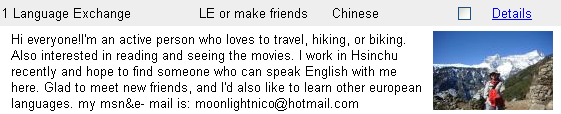 1 Language Exchange LE or make friends Chinese Details
Hi everyone!I'm an active person who loves to travel, hiking, or biking.
Also interested in reading and seeing the movies. I work in Hsinchu
recently and hope to find someone who can speak English with me
here. Glad to meet new friends, and I'd also like to learn other european
languages. my msn&e- mail is: moonlightnico@hotmail.com